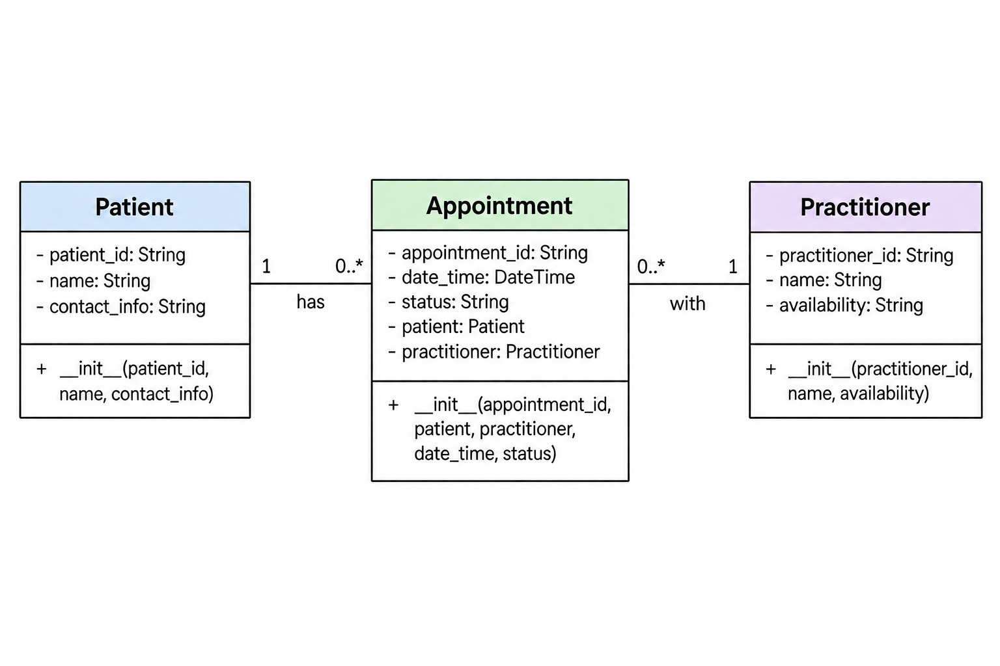 Patient
- patient_id: String
- name: String
- contact_info: String
+ __init__(patient_id,
name, contact_info)
1
0..*
has
Appointment
- appointment_id: String
- date_time: DateTime
- status: String
- patient: Patient
- practitioner: Practitioner
+ __init__(appointment_id,
patient, practitioner,
date_time, status)
0..*
1
with
Practitioner
- practitioner_id: String
- name: String
- availability: String
+ __init__(practitioner_id,
name, availability)